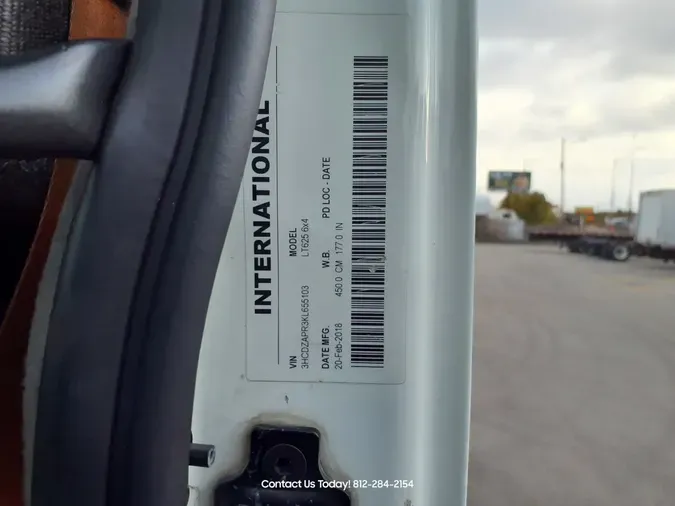 INTERNATIONAL
VIN MODEL
3HCDZAPR3KL655103 LT625 6x4
DATE MFG. W.B. PD LOC - DATE
20-Feb-2018 450.0 CM 177.0 IN
Contact Us Today! 812-284-2154